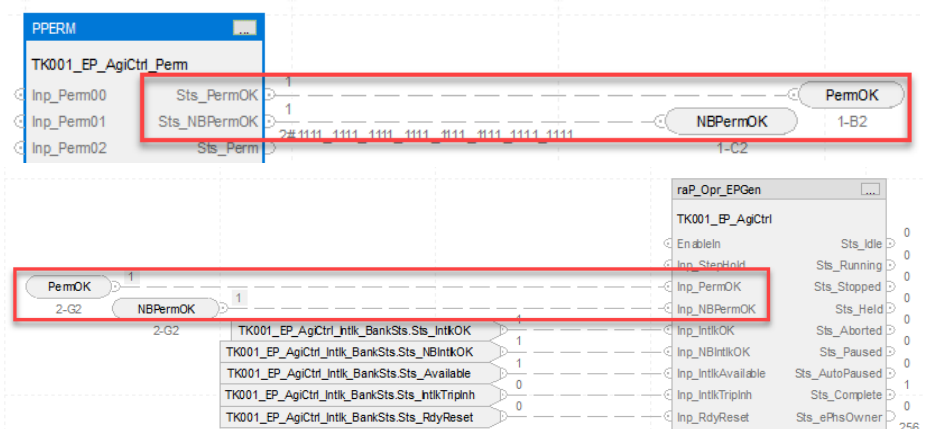 PPERM ...
TK001_EP_AgiCtrl_Perm
Inp_Perm00 Sts_PermOK 1 PermOK
Inp_Perm01 Sts_NBPermOK 1 NBPermOK 1-B2
Inp_Perm02 Sts_Perm 2#1111_1111_1111_1111_1111_1111_1111_1111 1-C2
raP_Opr_EPGen ...
TK001_EP_AgiCtrl
EnableIn Sts_Idle 0
Inp_StepHold Sts_Running 0
PermOK 1 Inp_PermOK Sts_Stopped 0
2-G2 NBPermOK 1 Inp_NBPermOK Sts_Held 0
2-G2 TK001_EP_AgiCtrl_Intlk_BankSts.Sts_IntlkOK 1 Inp_IntlkOK Sts_Aborted 0
TK001_EP_AgiCtrl_Intlk_BankSts.Sts_NBIntlkOK 1 Inp_NBIntlkOK Sts_Paused 0
TK001_EP_AgiCtrl_Intlk_BankSts.Sts_Available 1 Inp_IntlkAvailable Sts_AutoPaused 0
TK001_EP_AgiCtrl_Intlk_BankSts.Sts_IntlkTripInh 0 Inp_IntlkTripInh Sts_Complete 1
TK001_EP_AgiCtrl_Intlk_BankSts.Sts_RdyReset 0 Inp_RdyReset Sts_ePhsOwner 0
256